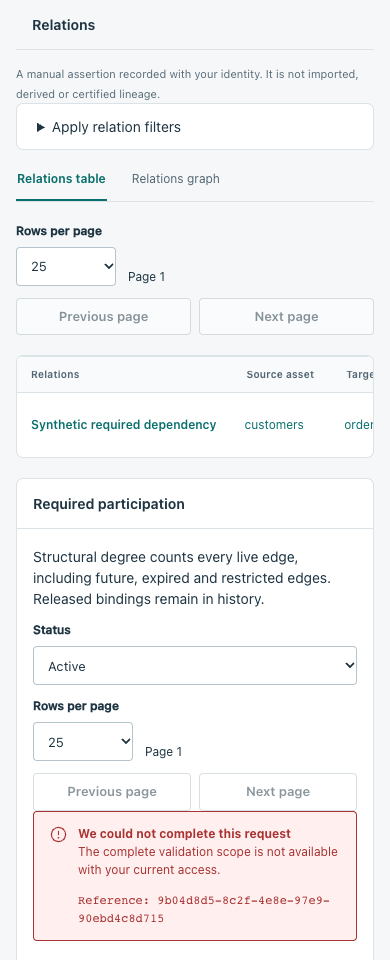 Relations
A manual assertion recorded with your identity. It is not imported,
derived or certified lineage.
Apply relation filters
Relations table
Relations graph
Rows per page
25
Page 1
Previous page
Next page
Relations
Source asset
Targe
Synthetic required dependency
customers
order
Required participation
Structural degree counts every live edge,
including future, expired and restricted edges.
Released bindings remain in history.
Status
Active
Rows per page
25
Page 1
Previous page
Next page
We could not complete this request
The complete validation scope is not available
with your current access.
Reference: 9b04d8d5-8c2f-4e8e-97e9-
90ebd4c8d715